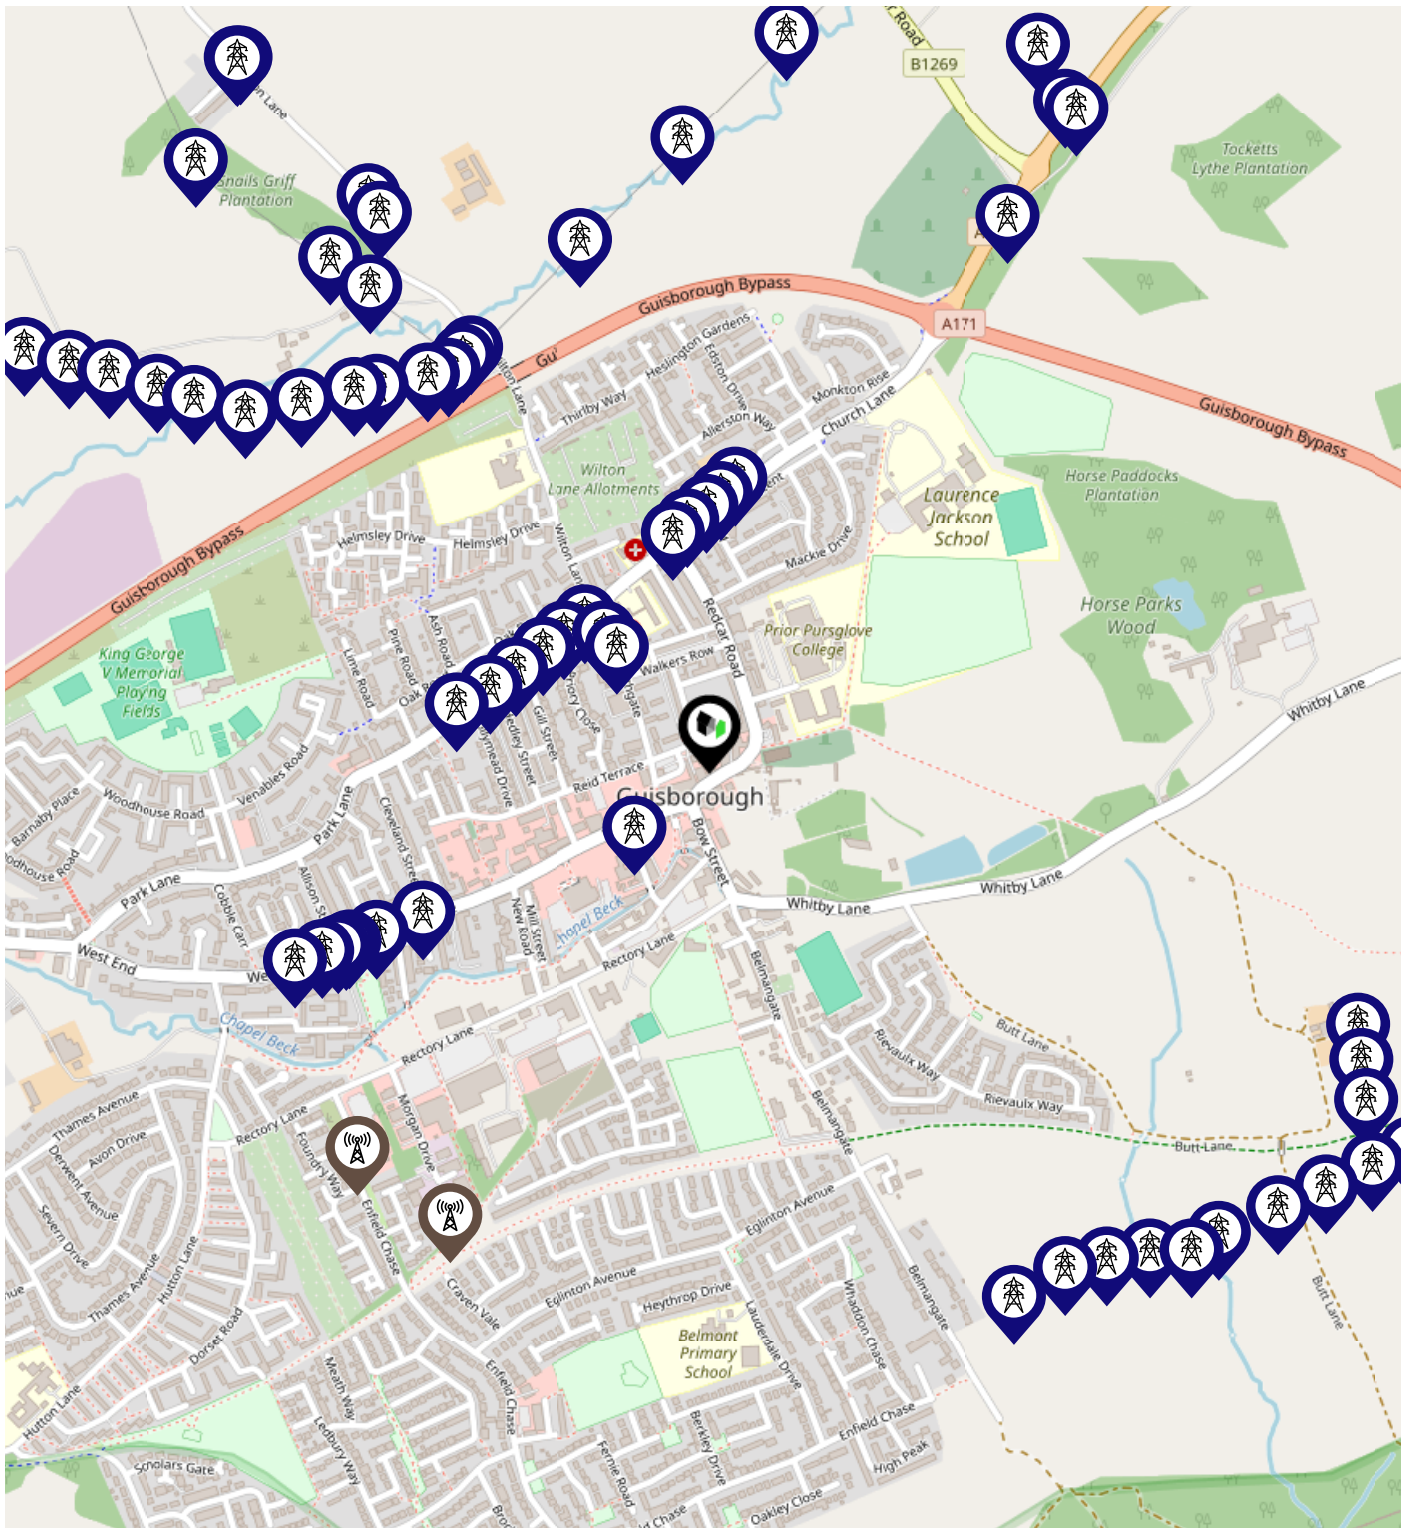 Road
B1269
Tocketts
Lythe Plantation
Snails Griff
Plantation
Guisborough Bypass
A171
Guisborough Bypass
Heslington Gardens
Edston Drive
Thirlby Way
Monkton Rise
Church Lane
Allerston Way
Wilton
Lane Allotments
Horse Paddocks
Plantation
Laurence
Jackson
School
Helmsley Drive
Helmsley Drive
Mackie Drive
Guisborough Bypass
Horse Parks
Wood
Redcar Road
Prior Pursglove
College
King George
V Memorial
Playing
Fields
Lime Road
Pine Road
Ash Road
Walkers Row
Whitby Lane
Gill Street
Reid Terrace
Guisborough
Venables Road
Woodhouse Road
Barnaby Place
Park Lane
Bow Street
Whitby Lane
Whitby Lane
Park Lane
Cobble Carr
Mill Street
New Road
Rectory Lane
West End
Belmangate
Chapel Beck
Rectory Lane
Butt Lane
Rievaulx Way
Rievaulx Way
Belmangate
Thames Avenue
Avon Drive
Derwent Avenue
Rectory Lane
Morgan Drive
Foundry Way
Butt Lane
Severn Drive
Hutton Lane
Enfield Chase
Eglinton Avenue
Thames Avenue
Craven Vale
Eglinton Avenue
Heythrop Drive
Whaddon Chase
Belmangate
Butt Lane
Dorset Road
Belmont
Primary
School
Lauderdale Drive
Meath Way
Enfield Chase
Hutton Lane
Ledbury Way
Berkley Drive
Enfield Chase
Fernie Road
High Peak
Scholars Gate
Oakley Close